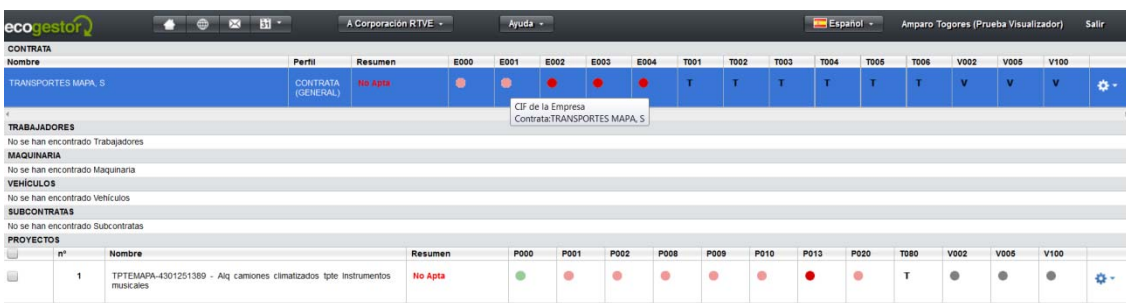 ecogestor 31 A Corporación RTVE Ayuda Español Amparo Togores (Prueba Visualizador) Salir
CONTRATA
Nombre Perfil Resumen E000 E001 E002 E003 E004 T001 T002 T003 T004 T005 T006 V002 V005 V100
TRANSPORTES MAPA, S CONTRATA (GENERAL) No Apta T T T T T T V V V
CIF de la Empresa
Contrata:TRANSPORTES MAPA, S
TRABAJADORES
No se han encontrado Trabajadores
MAQUINARIA
No se han encontrado Maquinaria
VEHÍCULOS
No se han encontrado Vehículos
SUBCONTRATAS
No se han encontrado Subcontratas
PROYECTOS
nº Nombre Resumen P000 P001 P002 P008 P009 P010 P013 P020 T080 V002 V005 V100
1 TPTEMAPA-4301251389 - Alq camiones climatizados tpte Instrumentos No Apta T
musicales